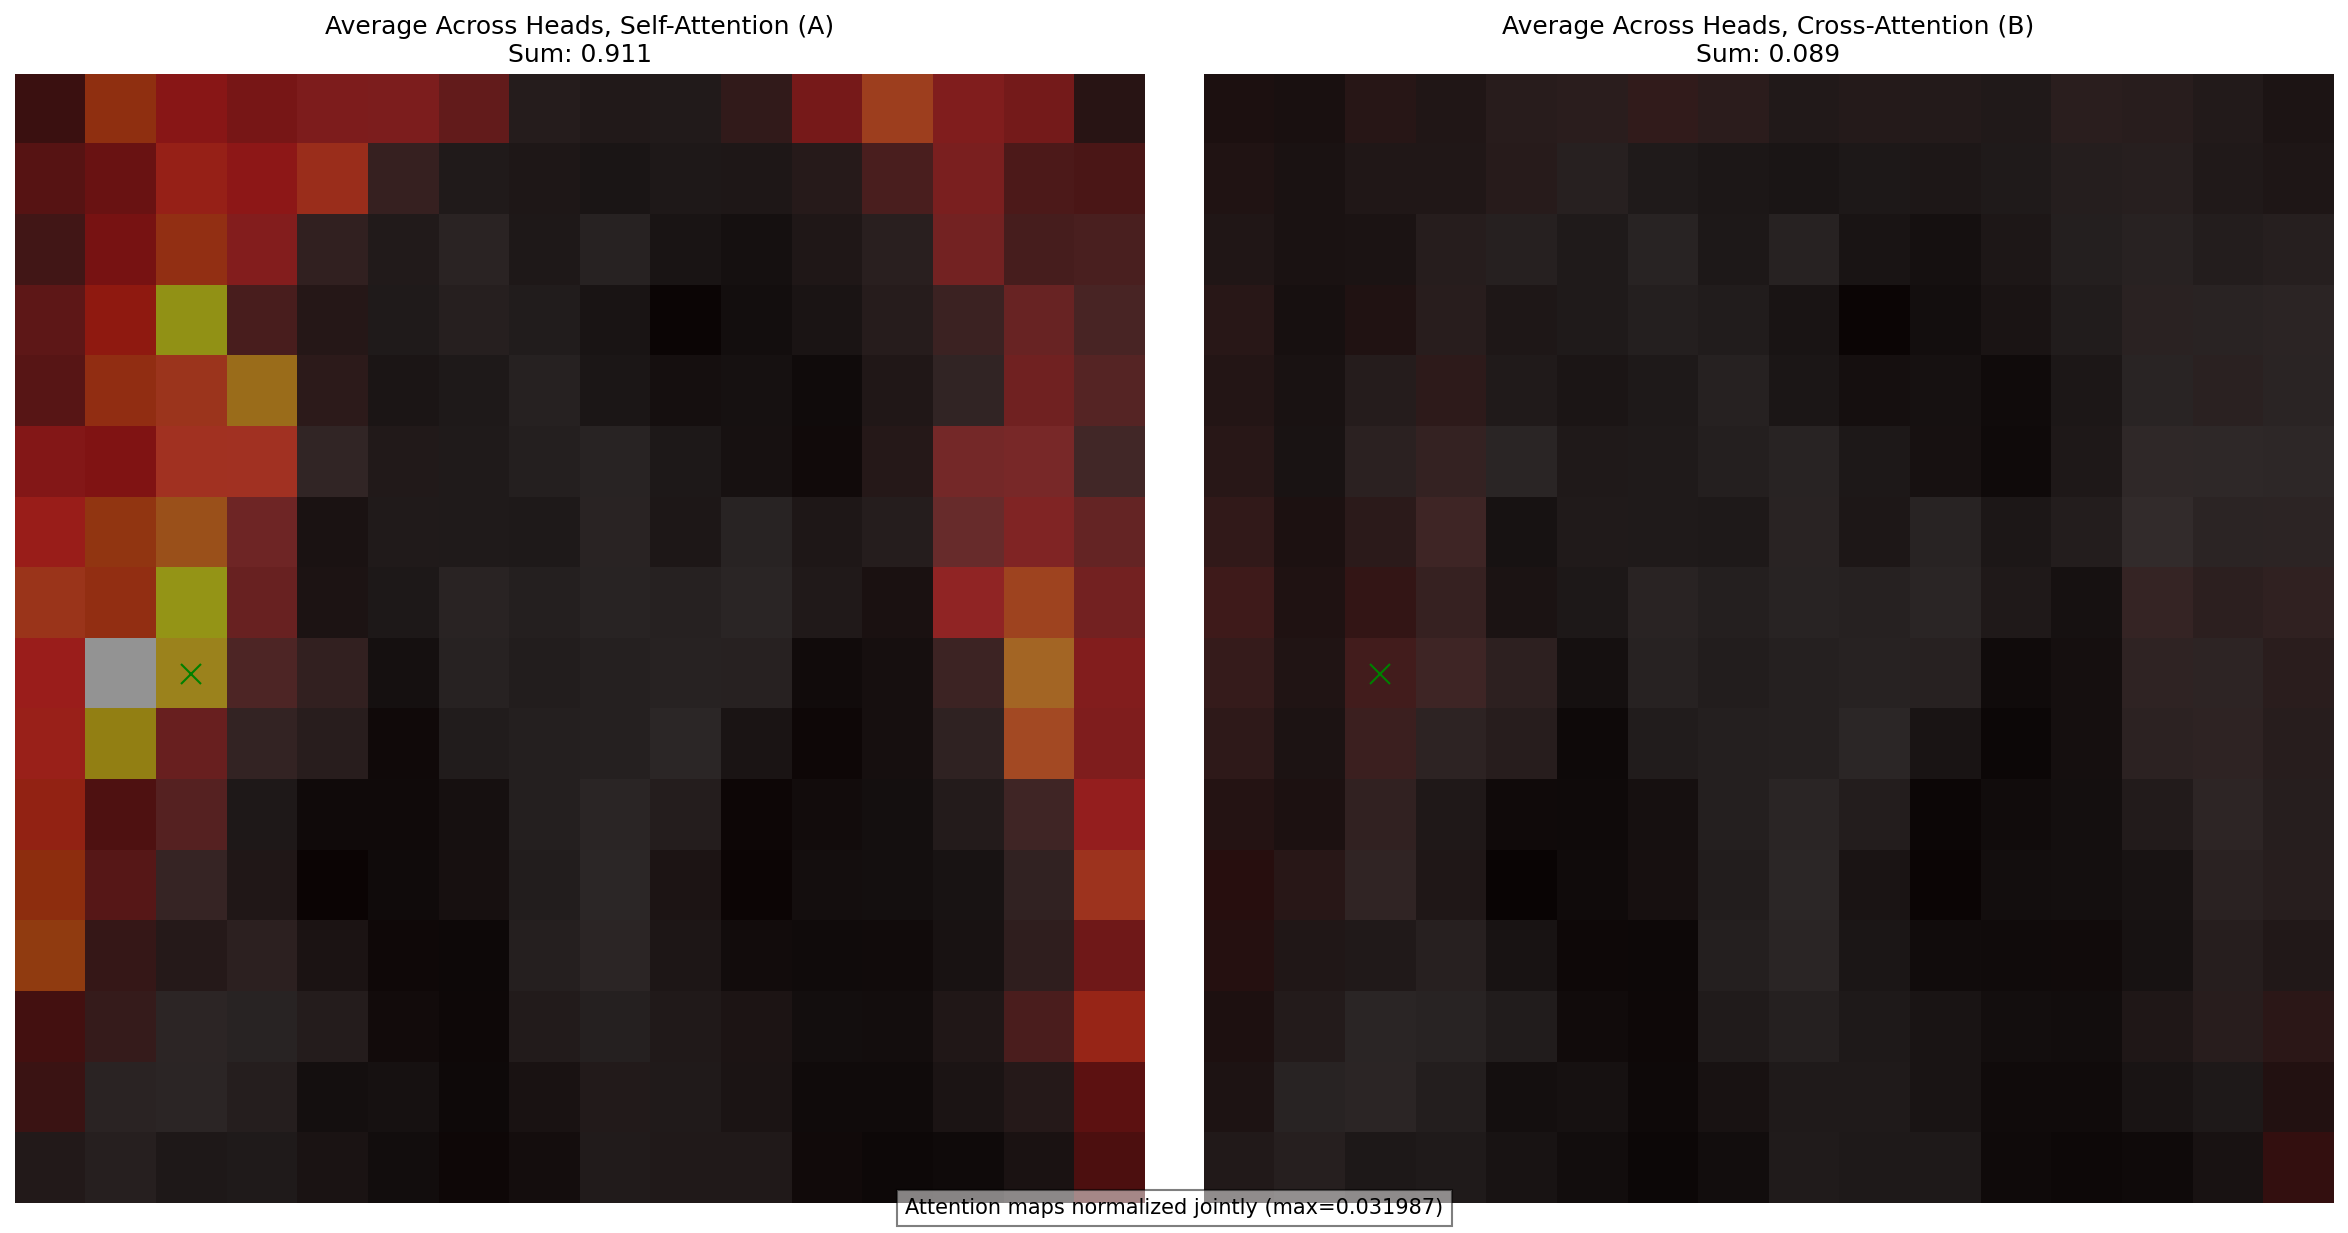 Average Across Heads, Self-Attention (A)
Sum: 0.911
Average Across Heads, Cross-Attention (B)
Sum: 0.089
Attention maps normalized jointly (max=0.031987)